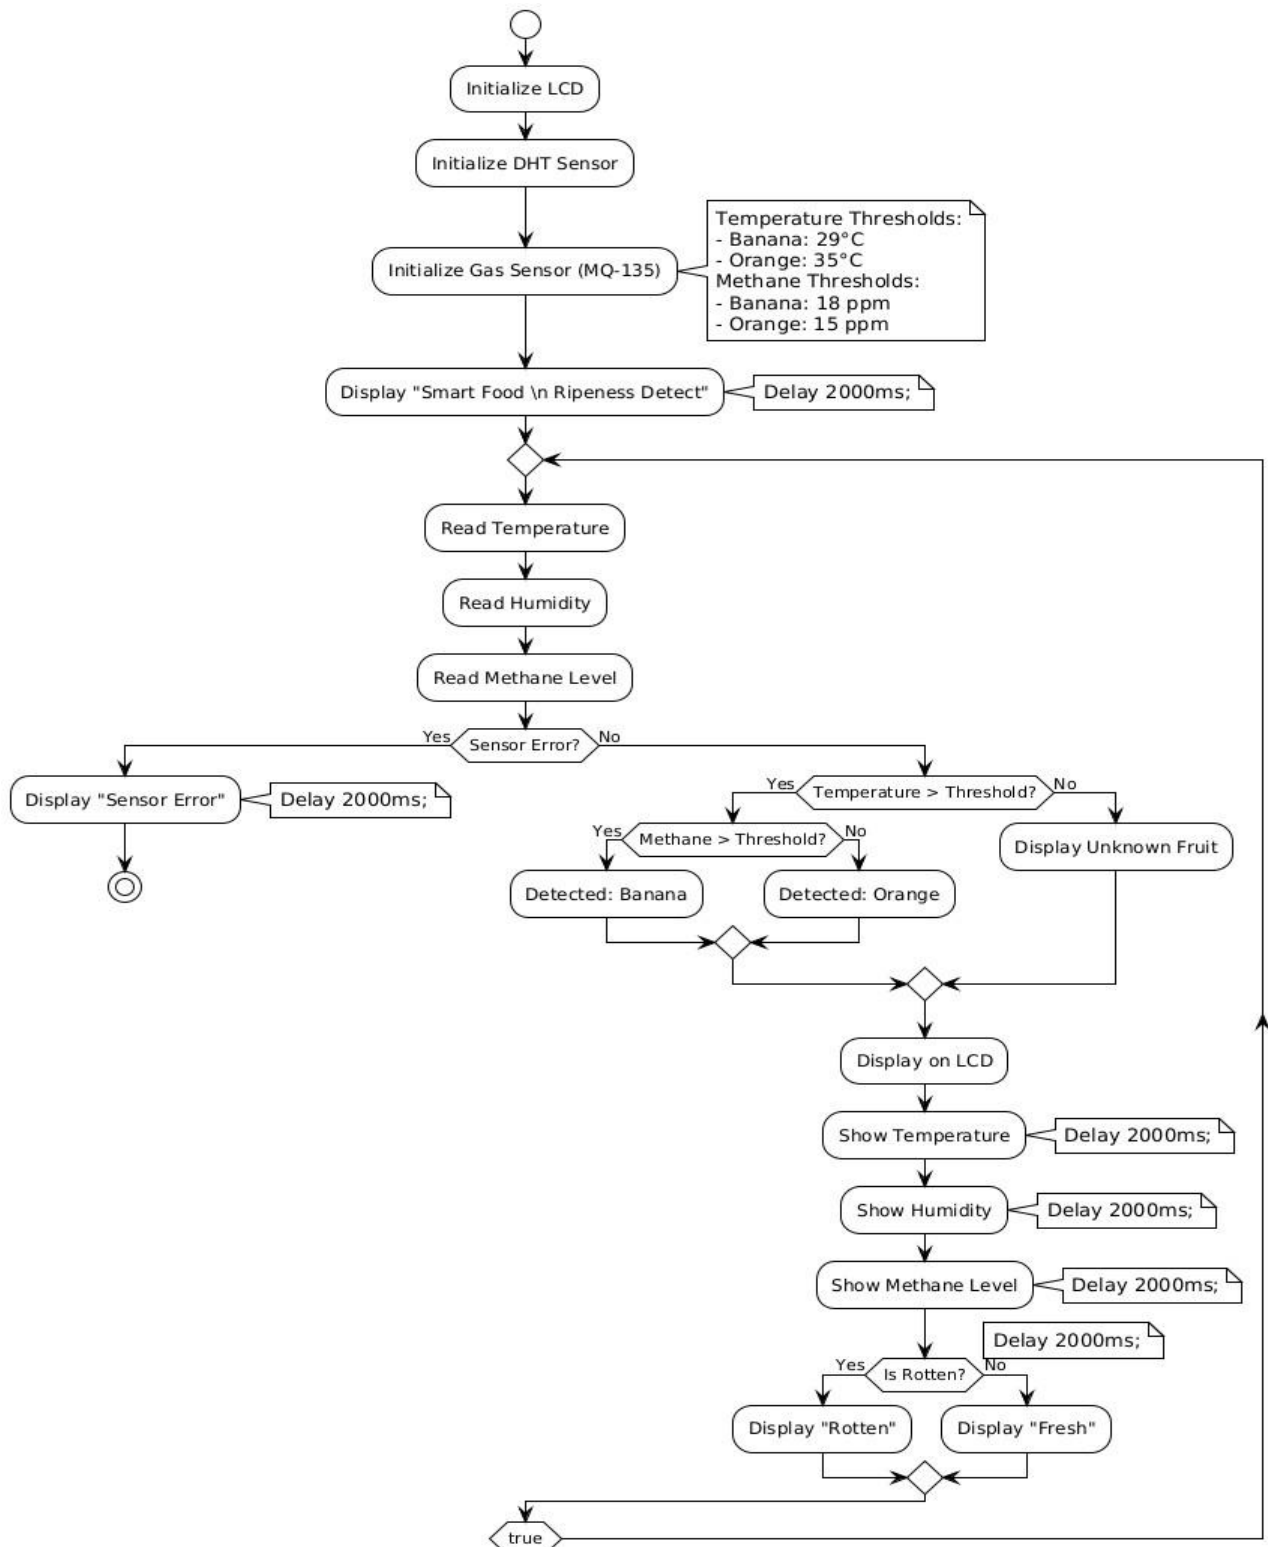 Initialize LCD
Initialize DHT Sensor
Initialize Gas Sensor (MQ-135)
Temperature Thresholds:
- Banana: 29°C
- Orange: 35°C
Methane Thresholds:
- Banana: 18 ppm
- Orange: 15 ppm
Display "Smart Food \n Ripeness Detect"
Delay 2000ms;
Read Temperature
Read Humidity
Read Methane Level
Yes
Sensor Error?
No
Display "Sensor Error"
Delay 2000ms;
Yes
Temperature > Threshold?
No
Yes
Methane > Threshold?
No
Display Unknown Fruit
Detected: Banana
Detected: Orange
Display on LCD
Show Temperature
Delay 2000ms;
Show Humidity
Delay 2000ms;
Show Methane Level
Delay 2000ms;
Delay 2000ms;
Yes
Is Rotten?
No
Display "Rotten"
Display "Fresh"
true